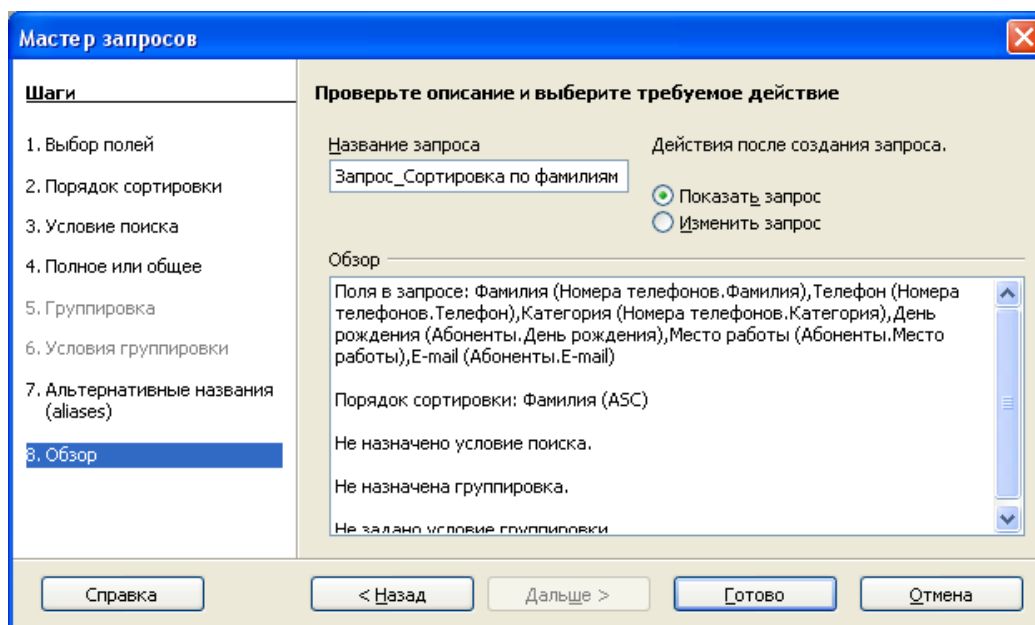 Мастер запросов
Шаги
1. Выбор полей
2. Порядок сортировки
3. Условие поиска
4. Полное или общее
5. Группировка
6. Условия группировки
7. Альтернативные названия
(aliases)
8. Обзор
Проверьте описание и выберите требуемое действие
Название запроса
Запрос_Сортировка по фамилиям
Действия после создания запроса.
Показать запрос
Изменить запрос
Обзор
Поля в запросе: Фамилия (Номера телефонов.Фамилия),Телефон (Номера
телефонов.Телефон),Категория (Номера телефонов.Категория),День
рождения (Абоненты.День рождения),Место работы (Абоненты.Место
работы),E-mail (Абоненты.E-mail)
Порядок сортировки: Фамилия (ASC)
Не назначено условие поиска.
Не назначена группировка.
Не задано условие группировки
Справка
< Назад
Дальше >
Готово
Отмена